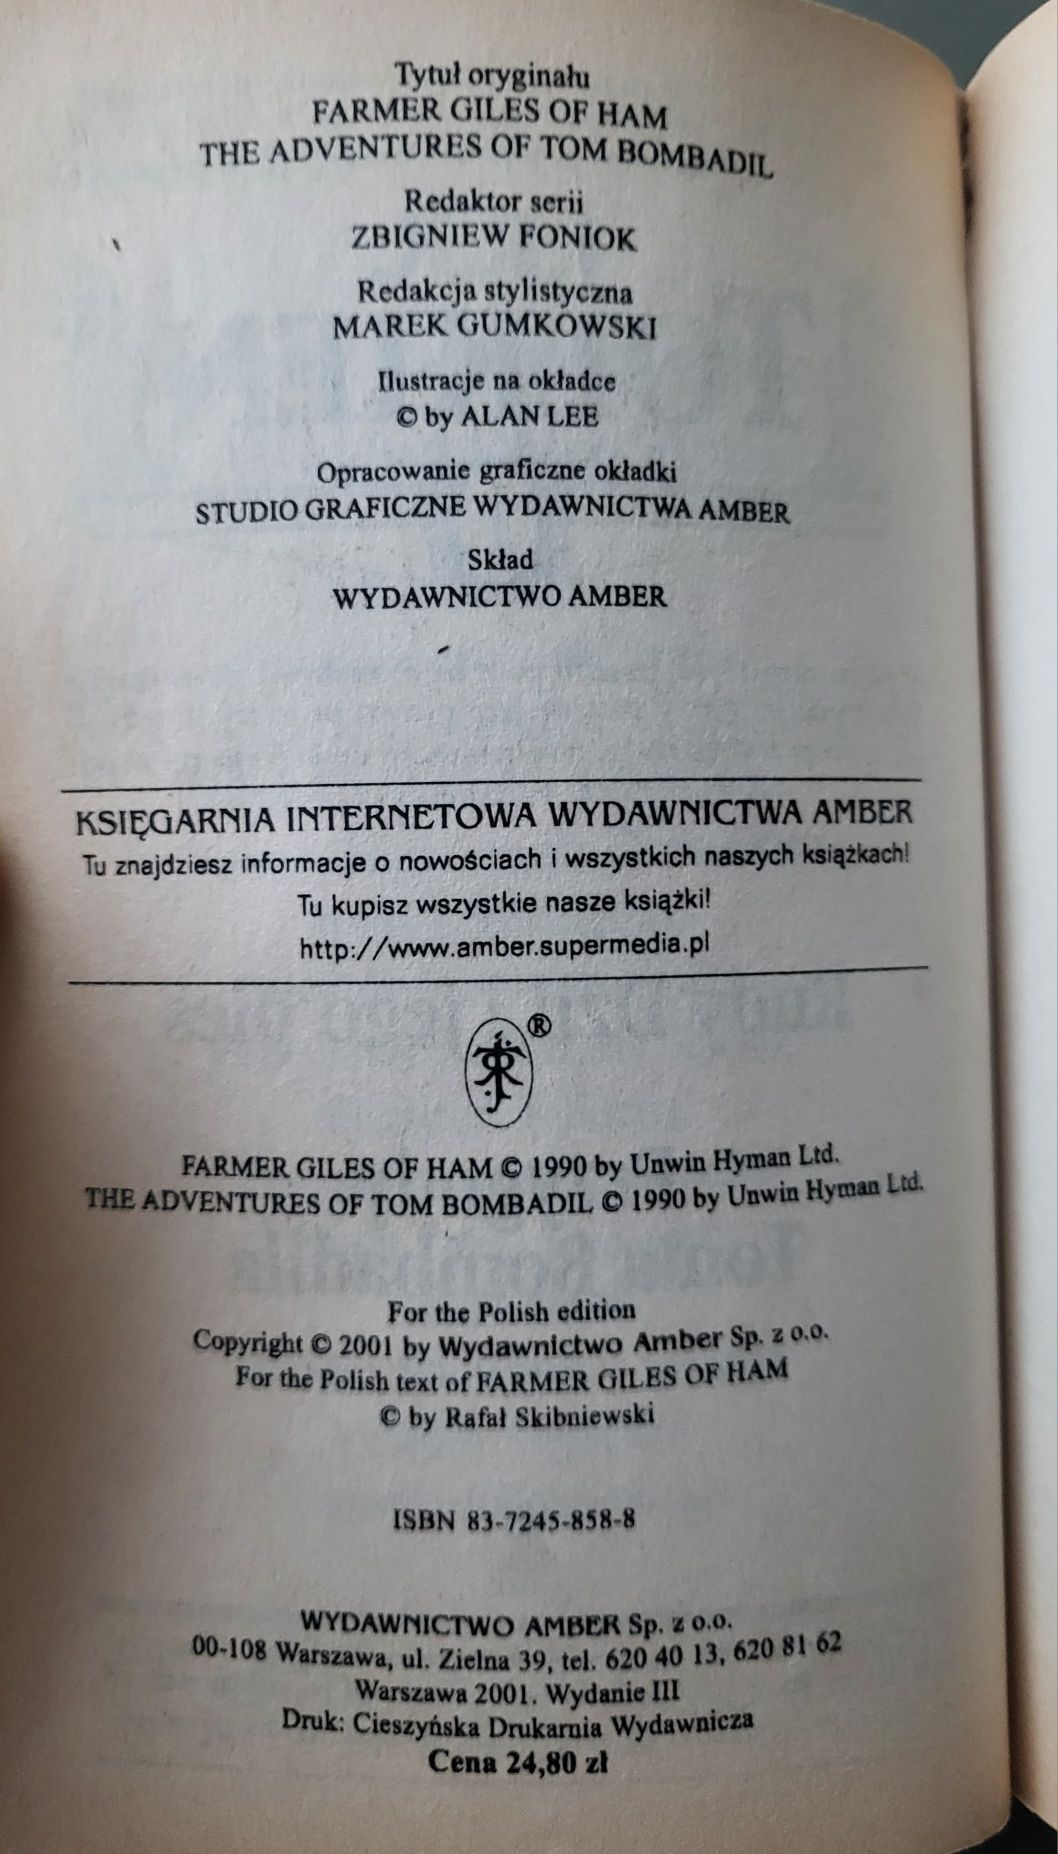 Tytuł oryginału
FARMER GILES OF HAM
THE ADVENTURES OF TOM BOMBADIL
Redaktor serii
ZBIGNIEW FONIOK
Redakcja stylistyczna
MAREK GUMKOWSKI
Ilustracje na okładce
© by ALAN LEE
Opracowanie graficzne okładki
STUDIO GRAFICZNE WYDAWNICTWA AMBER
Skład
WYDAWNICTWO AMBER
KSIĘGARNIA INTERNETOWA WYDAWNICTWA AMBER
Tu znajdziesz informacje o nowościach i wszystkich naszych książkach!
Tu kupisz wszystkie nasze książki!
http://www.amber.supermedia.pl
®
FARMER GILES OF HAM © 1990 by Unwin Hyman Ltd.
THE ADVENTURES OF TOM BOMBADIL © 1990 by Unwin Hyman Ltd.
For the Polish edition
Copyright © 2001 by Wydawnictwo Amber Sp. z o.o.
For the Polish text of FARMER GILES OF HAM
© by Rafał Skibniewski
ISBN 83-7245-858-8
WYDAWNICTWO AMBER Sp. z o.o.
00-108 Warszawa, ul. Zielna 39, tel. 620 40 13, 620 81 62
Warszawa 2001. Wydanie III
Druk: Cieszyńska Drukarnia Wydawnicza
Cena 24,80 zł